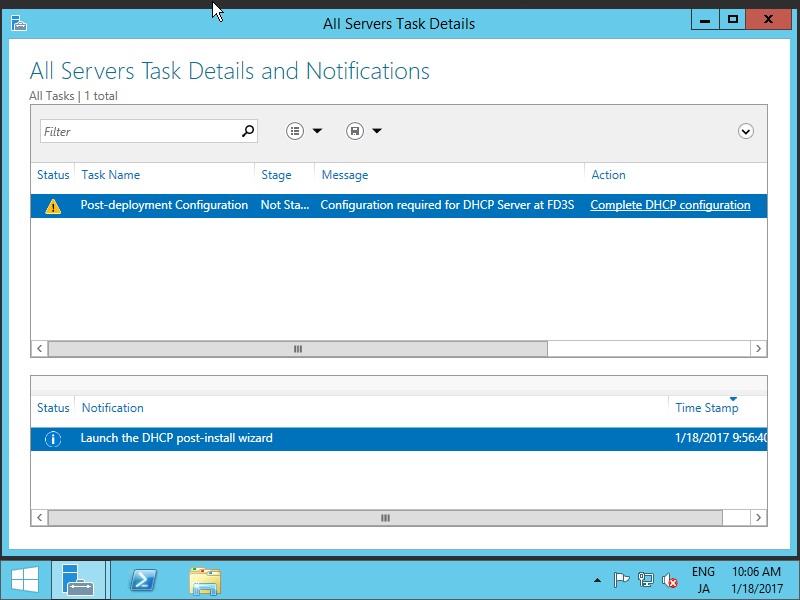 All Servers Task Details
All Servers Task Details and Notifications
All Tasks | 1 total
Filter
Status Task Name Stage Message Action
Post-deployment Configuration Not Sta... Configuration required for DHCP Server at FD3S Complete DHCP configuration
Status Notification Time Stamp
Launch the DHCP post-install wizard 1/18/2017 9:56:40
ENG 10:06 AM
JA 1/18/2017